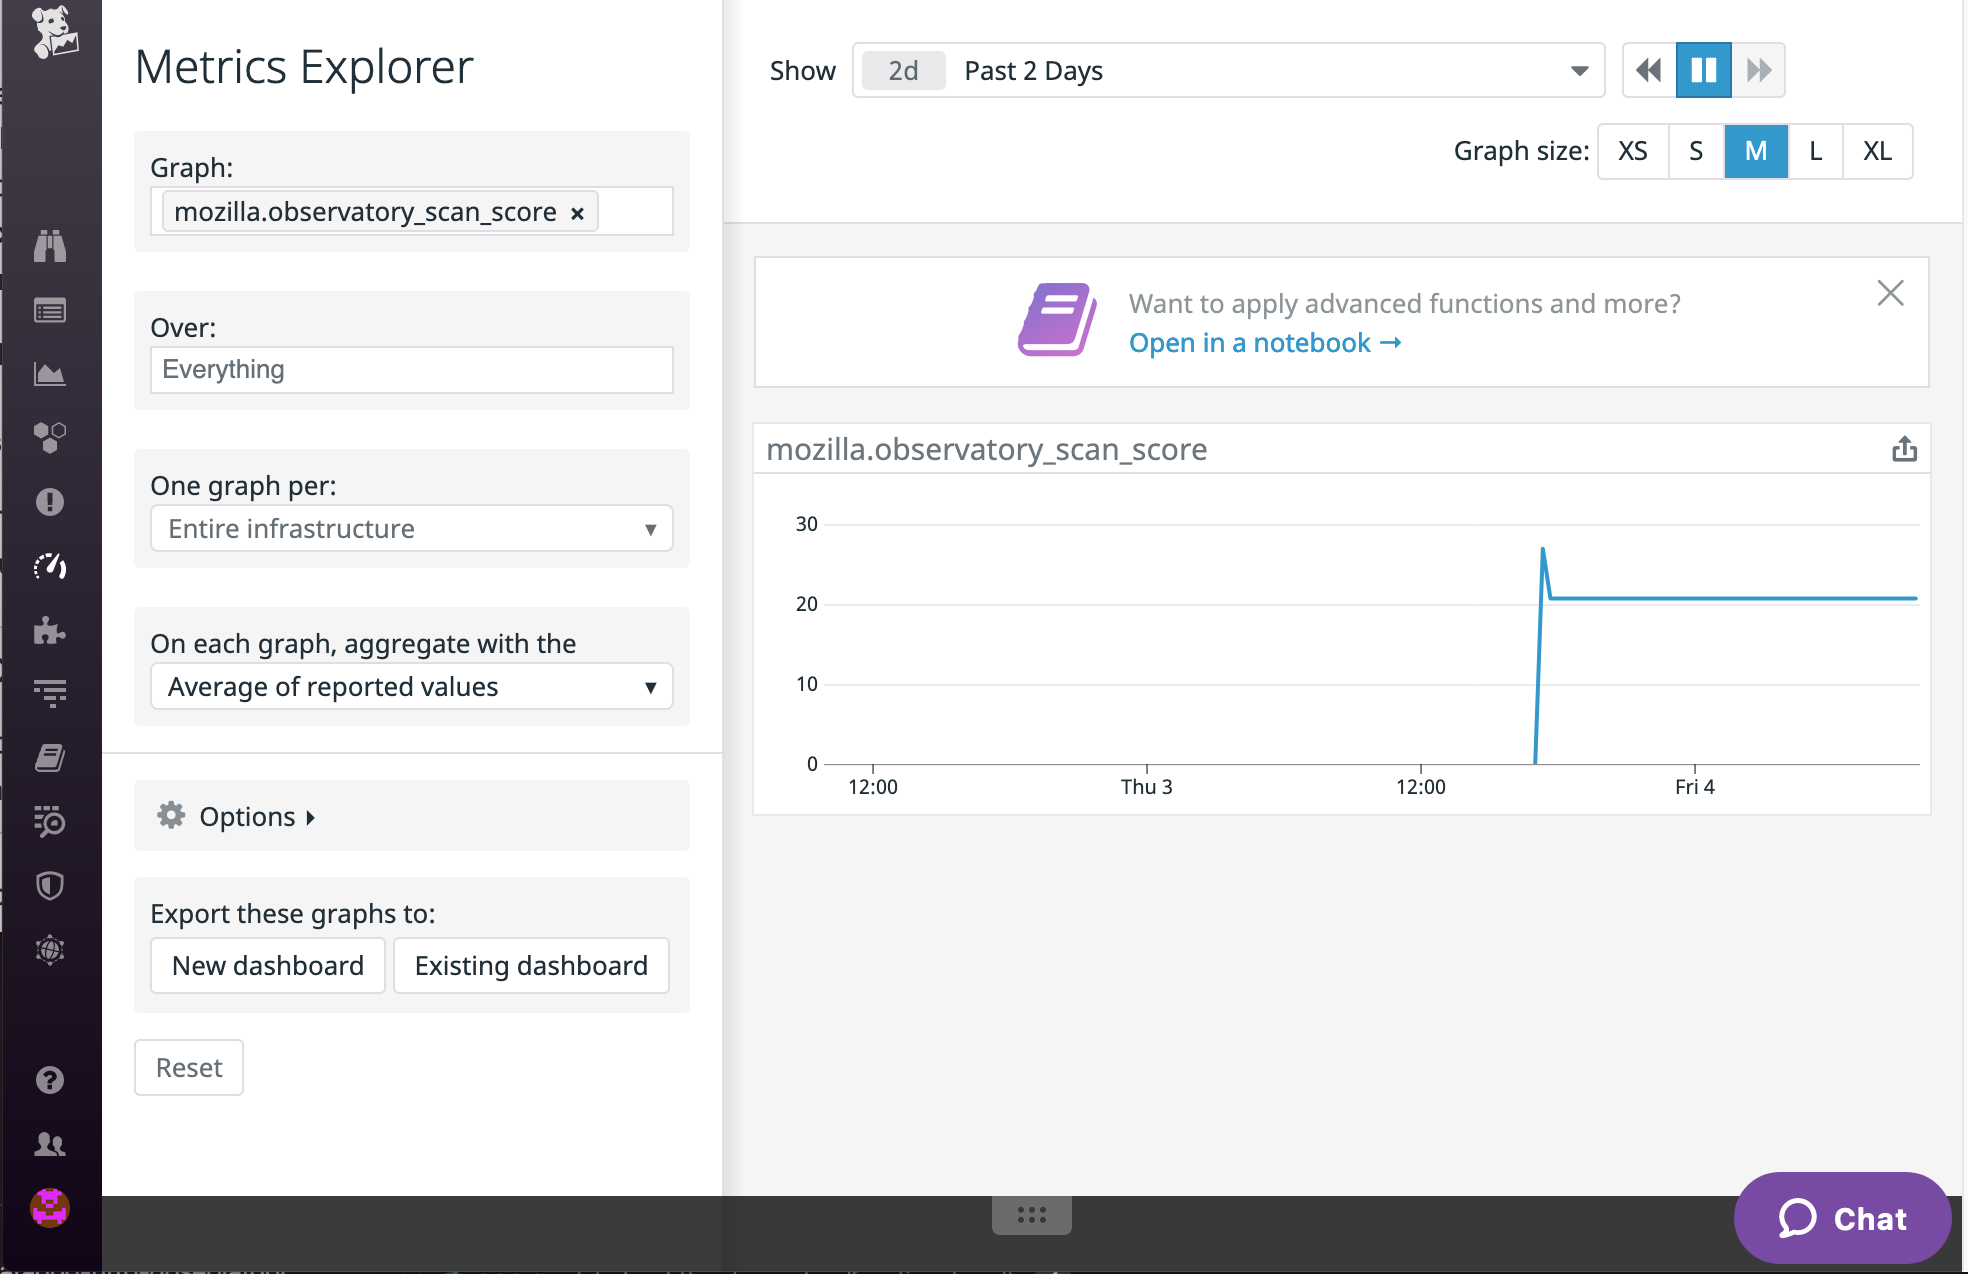 Metrics Explorer
Graph:
mozilla.observatory_scan_score ×
Over:
Everything
One graph per:
Entire infrastructure
On each graph, aggregate with the
Average of reported values
Options
Export these graphs to:
New dashboard
Existing dashboard
Reset
Show
2d Past 2 Days
Graph size:
XS S M L XL
Want to apply advanced functions and more?
Open in a notebook →
mozilla.observatory_scan_score
30
20
10
0
12:00 Thu 3 12:00 Fri 4
Chat